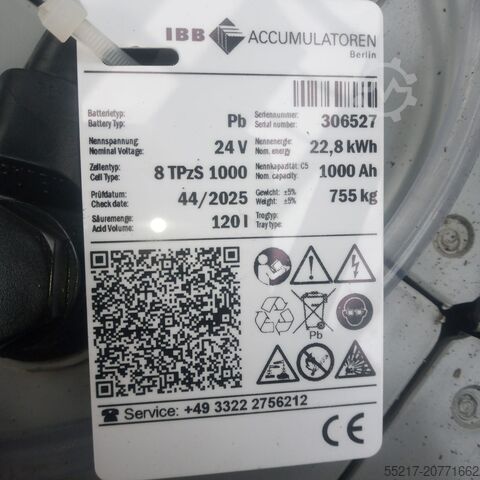 IBB ACCUMULATOREN
Berlin
Batterietyp: Pb Seriennummer: 306527
Battery Type: Serial number:
Nennspannung: 24 V Nennenergie: 22,8 kWh
Nominal Voltage: Nom. energy:
Zellentyp: 8 TPzS 1000 Nennkapazität: C5 1000 Ah
Cell Type: Nom. capacity:
Prüfdatum: 44/2025 Gewicht: ±5% 755 kg
Check date: Weight: ±5%
Säuremenge: 120 l Trogtyp:
Acid Volume: Tray type:
Pb
Service: +49 3322 2756212
CE
55217-20771662